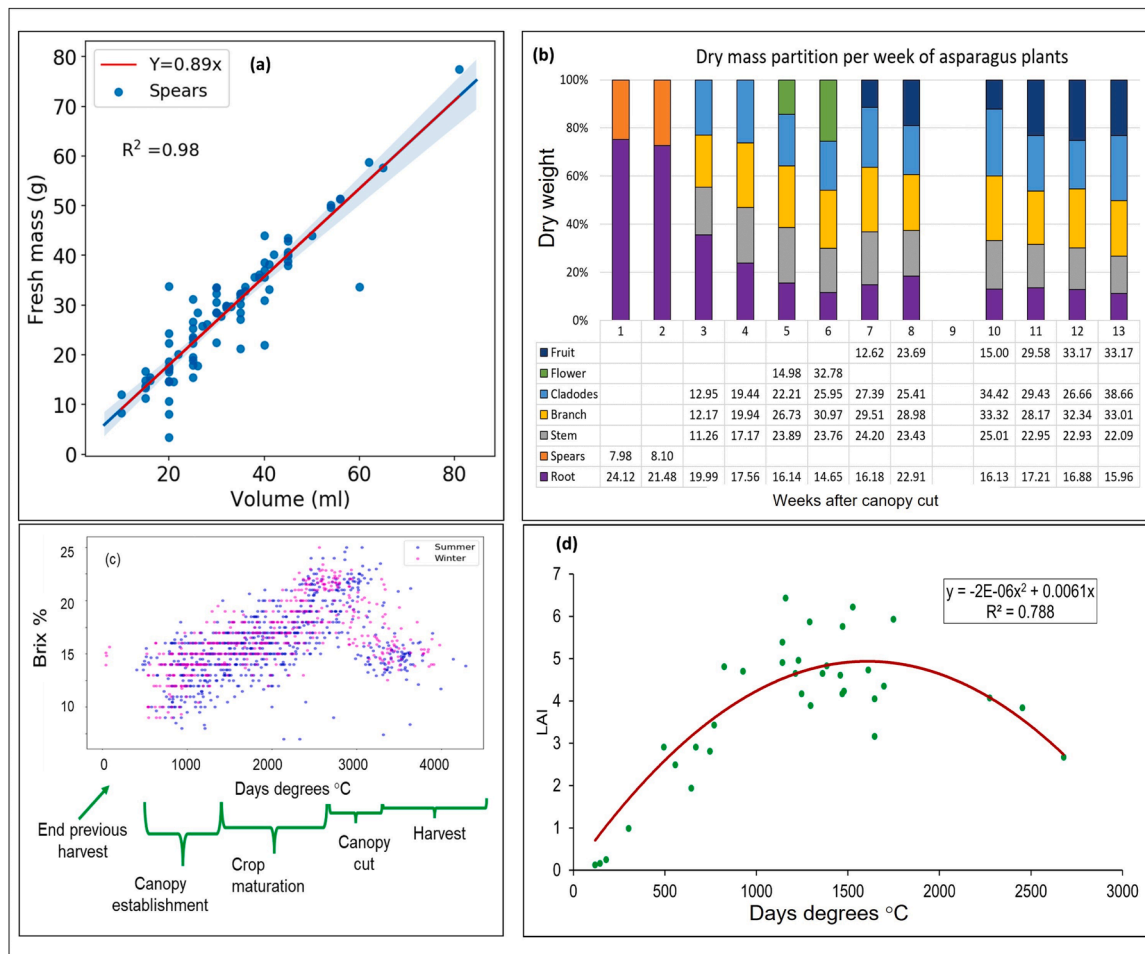 (a)
Y=0.89x
Spears
R² =0.98
Fresh mass (g)
80
70
60
50
40
30
20
10
0
20 40 60 80
Volume (ml)
(b)
Dry mass partition per week of asparagus plants
Dry weight
100%
80%
60%
40%
20%
0%
1 2 3 4 5 6 7 8 9 10 11 12 13
Fruit 12.62 23.69 15.00 29.58 33.17 33.17
Flower 14.98 32.78
Cladodes 12.95 19.44 22.21 25.95 27.39 25.41 34.42 29.43 26.66 38.66
Branch 12.17 19.94 26.73 30.97 29.51 28.98 33.32 28.17 32.34 33.01
Stem 11.26 17.17 23.89 23.76 24.20 23.43 25.01 22.95 22.93 22.09
Spears 7.98 8.10
Root 24.12 21.48 19.99 17.56 16.14 14.65 16.18 22.91 16.13 17.21 16.88 15.96
Weeks after canopy cut
(c)
Summer
Winter
Brix %
25
20
15
10
0 1000 2000 3000 4000
Days degrees °C
End previous
harvest
Canopy
establishment
Crop
maturation
Canopy
cut
Harvest
(d)
y = -2E-06x² + 0.0061x
R² = 0.788
LAI
7
6
5
4
3
2
1
0
0 500 1000 1500 2000 2500 3000
Days degrees °C